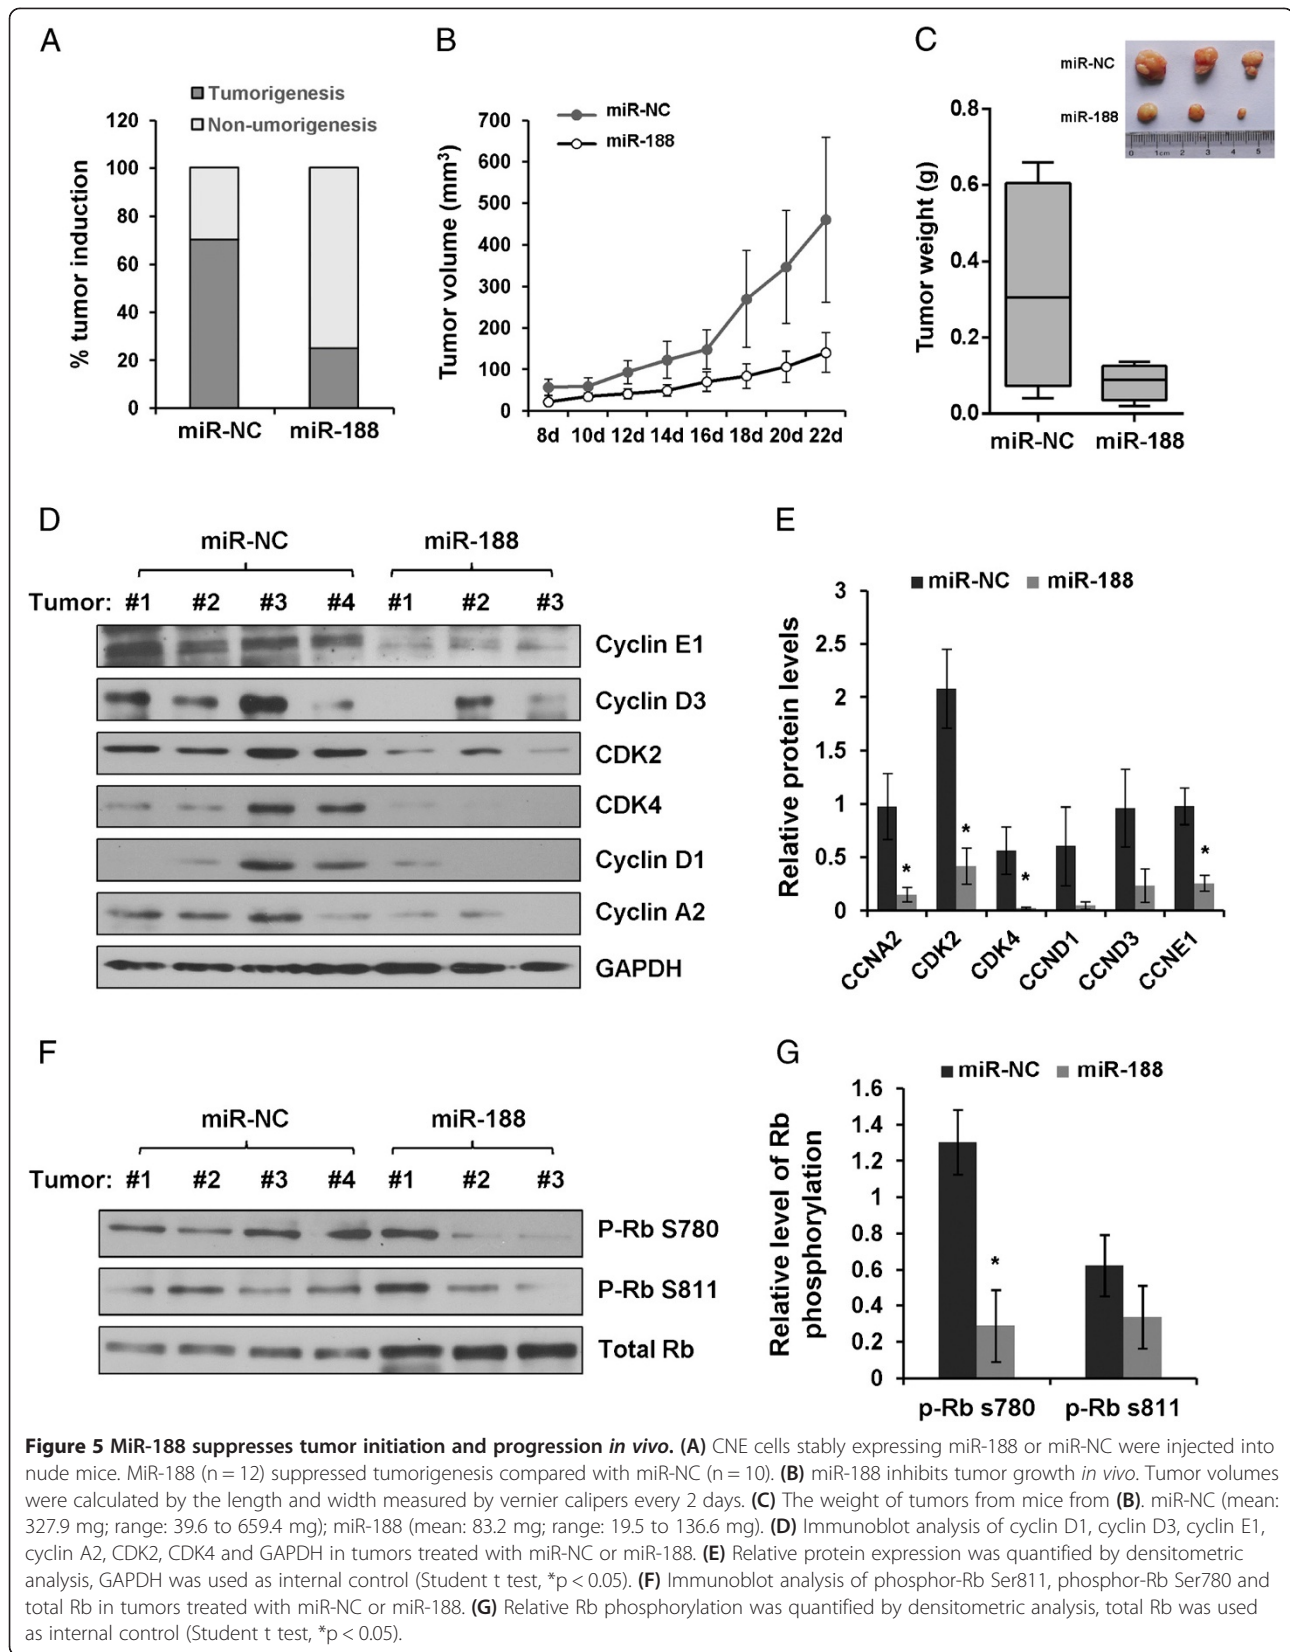 A
Tumorigenesis
Non-umorigenesis
120
100
80
60
40
20
0
% tumor induction
miR-NC miR-188
B
miR-NC
miR-188
700
600
500
400
300
200
100
0
Tumor volume (mm³)
8d 10d 12d 14d 16d 18d 20d 22d
C
miR-NC
miR-188
0 1cm 2 3 4 5
0.8
0.6
0.4
0.2
0.0
Tumor weight (g)
miR-NC miR-188
D
miR-NC miR-188
Tumor: #1 #2 #3 #4 #1 #2 #3
Cyclin E1
Cyclin D3
CDK2
CDK4
Cyclin D1
Cyclin A2
GAPDH
E
miR-NC miR-188
3
2.5
2
1.5
1
0.5
0
Relative protein levels
* * * *
CCNA2 CDK2 CDK4 CCND1 CCND3 CCNE1
F
miR-NC miR-188
Tumor: #1 #2 #3 #4 #1 #2 #3
P-Rb S780
P-Rb S811
Total Rb
G
miR-NC miR-188
1.6
1.4
1.2
1
0.8
0.6
0.4
0.2
0
Relative level of Rb
phosphorylation
*
p-Rb s780 p-Rb s811
Figure 5 MiR-188 suppresses tumor initiation and progression in vivo. (A) CNE cells stably expressing miR-188 or miR-NC were injected into
nude mice. MiR-188 (n = 12) suppressed tumorigenesis compared with miR-NC (n = 10). (B) miR-188 inhibits tumor growth in vivo. Tumor volumes
were calculated by the length and width measured by vernier calipers every 2 days. (C) The weight of tumors from mice from (B). miR-NC (mean:
327.9 mg; range: 39.6 to 659.4 mg); miR-188 (mean: 83.2 mg; range: 19.5 to 136.6 mg). (D) Immunoblot analysis of cyclin D1, cyclin D3, cyclin E1,
cyclin A2, CDK2, CDK4 and GAPDH in tumors treated with miR-NC or miR-188. (E) Relative protein expression was quantified by densitometric
analysis, GAPDH was used as internal control (Student t test, *p < 0.05). (F) Immunoblot analysis of phosphor-Rb Ser811, phosphor-Rb Ser780 and
total Rb in tumors treated with miR-NC or miR-188. (G) Relative Rb phosphorylation was quantified by densitometric analysis, total Rb was used
as internal control (Student t test, *p < 0.05).